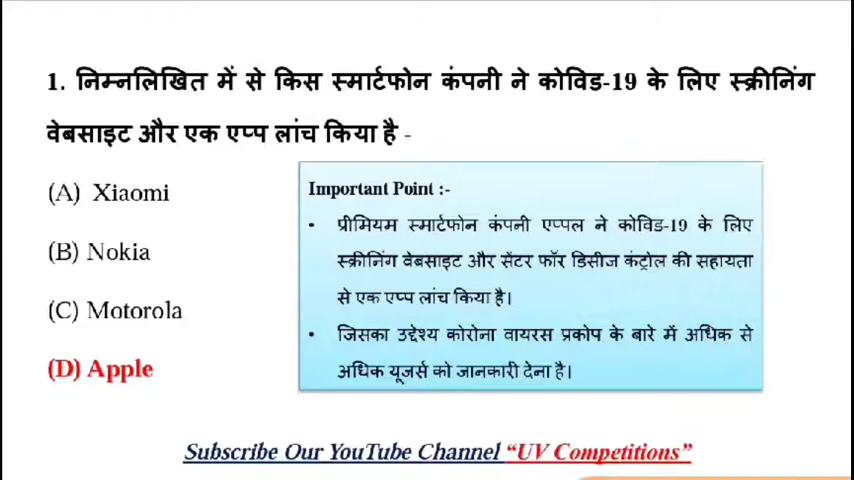 1. निम्नलिखित में से किस स्मार्टफोन कंपनी ने कोविड-19 के लिए स्क्रीनिंग
वेबसाइट और एक एप्प लांच किया है -
(A) Xiaomi
(B) Nokia
(C) Motorola
(D) Apple
Important Point :-
• प्रीमियम स्मार्टफोन कंपनी एप्पल ने कोविड-19 के लिए
स्क्रीनिंग वेबसाइट और सेंटर फॉर डिसीज कंट्रोल की सहायता
से एक एप्प लांच किया है।
• जिसका उद्देश्य कोरोना वायरस प्रकोप के बारे में अधिक से
अधिक यूजर्स को जानकारी देना है।
Subscribe Our YouTube Channel “UV Competitions”